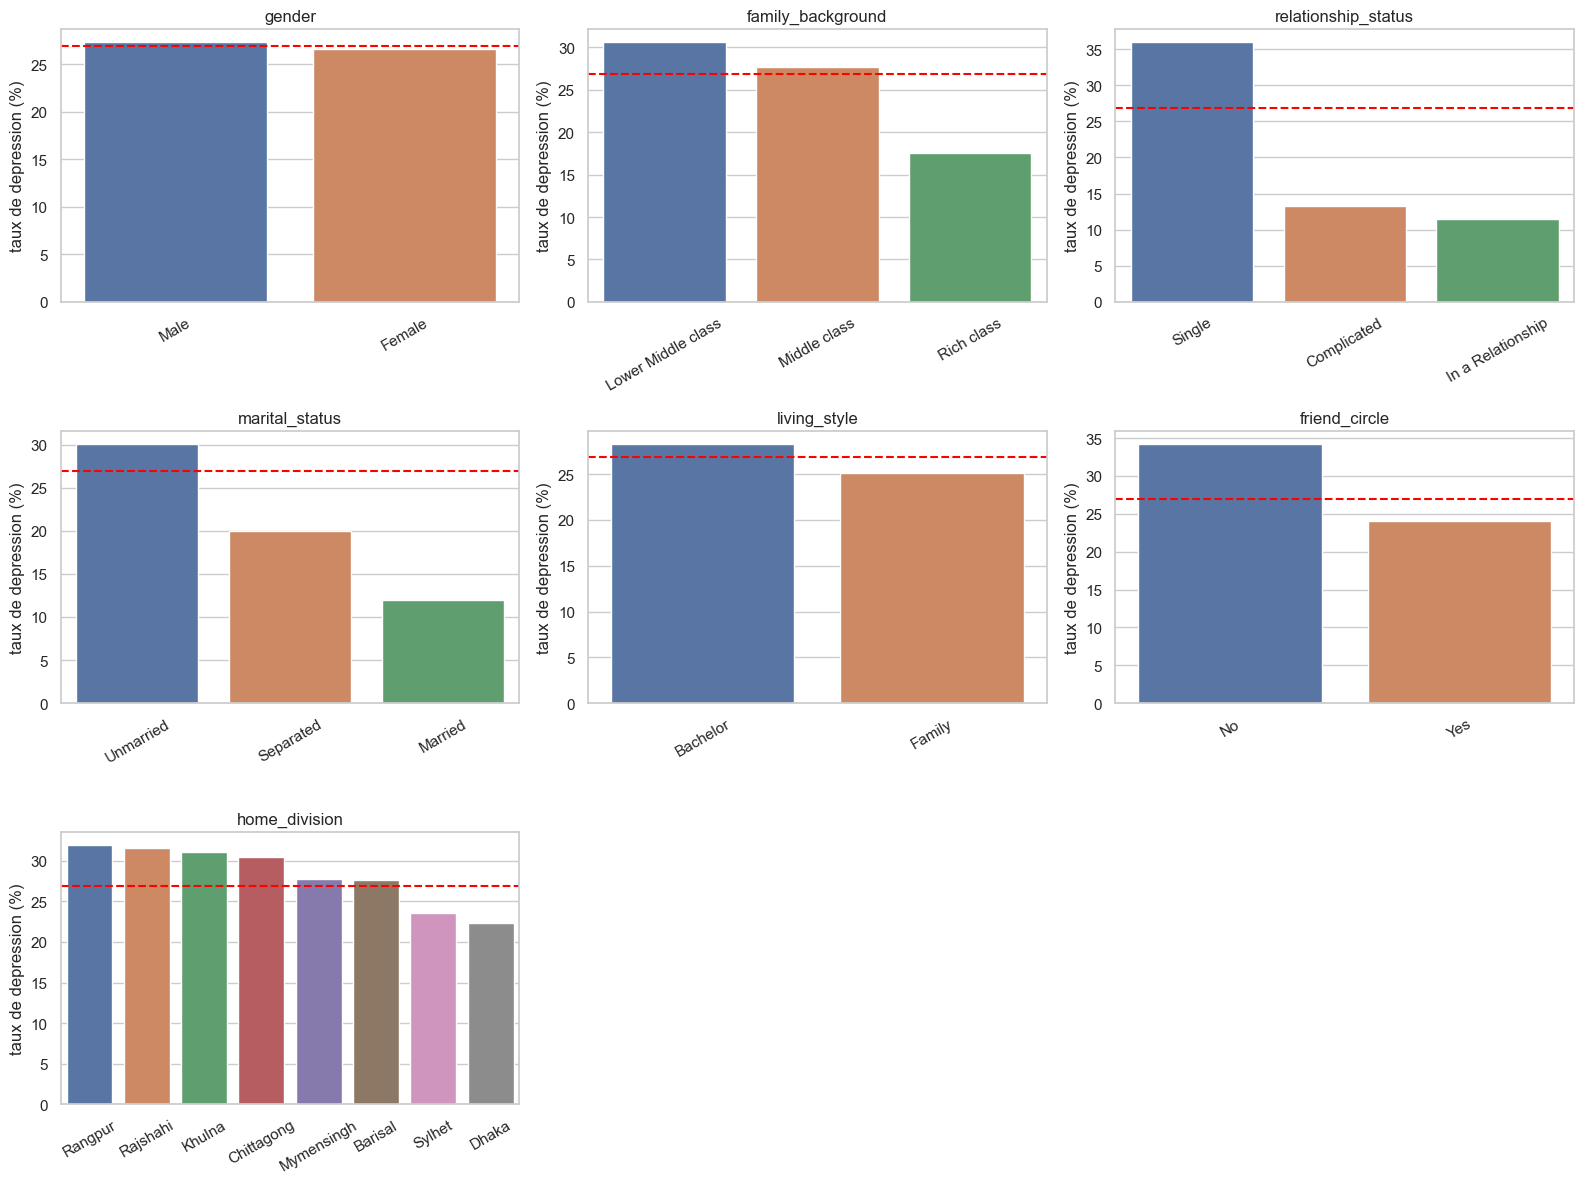 gender
taux de depression (%)
25
20
15
10
5
0
Male
Female
family_background
taux de depression (%)
30
25
20
15
10
5
0
Lower Middle class
Middle class
Rich class
relationship_status
taux de depression (%)
35
30
25
20
15
10
5
0
Single
Complicated
In a Relationship
marital_status
taux de depression (%)
30
25
20
15
10
5
0
Unmarried
Separated
Married
living_style
taux de depression (%)
25
20
15
10
5
0
Bachelor
Family
friend_circle
taux de depression (%)
35
30
25
20
15
10
5
0
No
Yes
home_division
taux de depression (%)
30
25
20
15
10
5
0
Rangpur
Rajshahi
Khulna
Chittagong
Mymensingh
Barisal
Sylhet
Dhaka